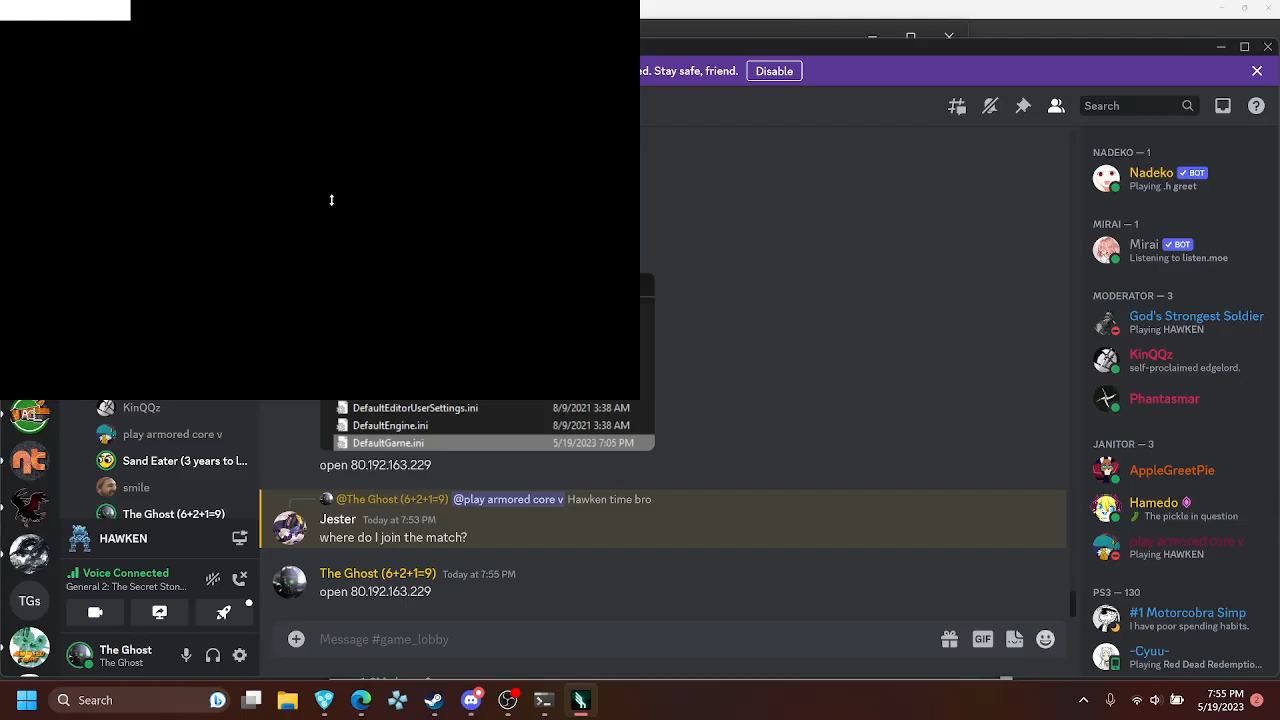 ed. Stay safe, friend. Disable
Search
NADEKO — 1
Nadeko BOT
Playing .h greet
MIRAI — 1
Mirai BOT
Listening to listen.moe
MODERATOR — 3
God's Strongest Soldier
Playing HAWKEN
KinQQz
self-proclaimed edgelord.
Phantasmar
JANITOR — 3
AppleGreetPie
Hamedo
The pickle in question
play armored core v
Playing HAWKEN
PS3 — 130
#1 Motorcobra Simp
I have poor spending habits.
-Cyuu-
Playing Red Dead Redemptio...
KinQQz
play armored core v
Sand Eater (3 years to l...
smile
The Ghost (6+2+1=9)
HAWKEN
Voice Connected
General 2: The Secret Ston...
TGs
The Ghost
DefaultEditorUserSettings.ini 8/9/2021 3:38 AM
DefaultEngine.ini 8/9/2021 3:38 AM
DefaultGame.ini 5/19/2023 7:05 PM
open 80.192.163.229
@The Ghost (6+2+1=9) @play armored core v Hawken time bro
Jester Today at 7:53 PM
where do I join the match?
The Ghost (6+2+1=9) Today at 7:55 PM
open 80.192.163.229
Message #game_lobby
GIF
Search
7:55 PM
5/19/2023
2